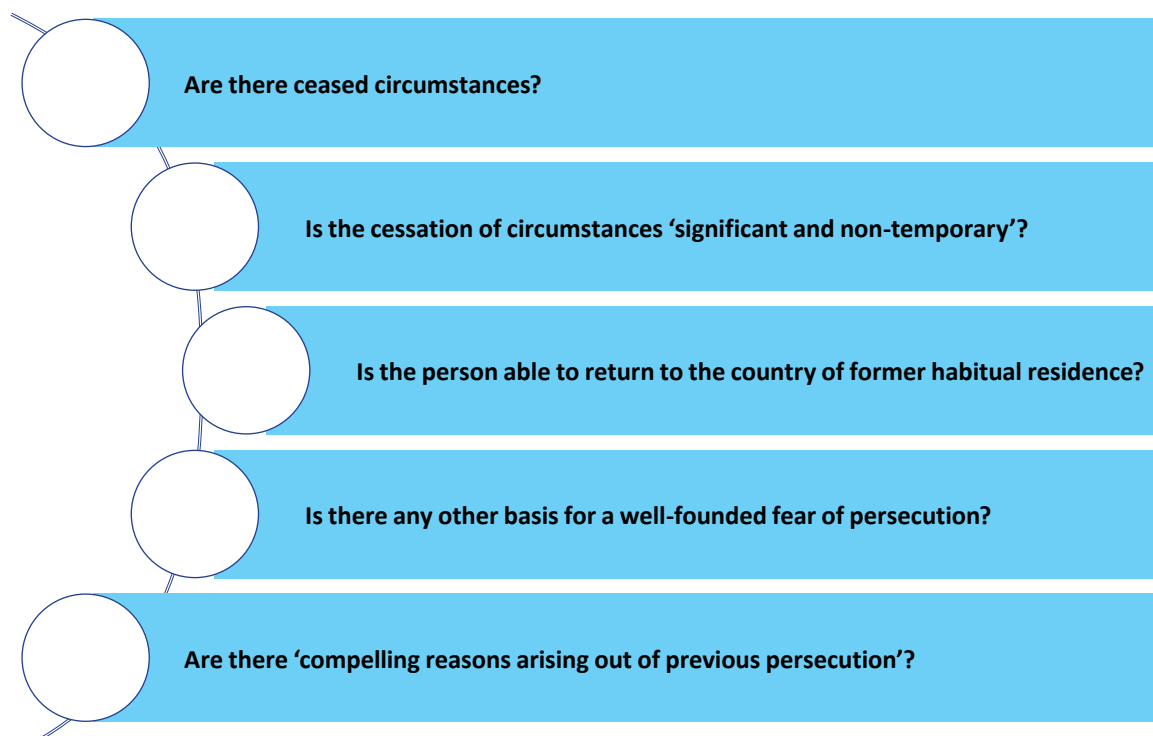 Are there ceased circumstances?
Is the cessation of circumstances ‘significant and non-temporary’?
Is the person able to return to the country of former habitual residence?
Is there any other basis for a well-founded fear of persecution?
Are there ‘compelling reasons arising out of previous persecution’?